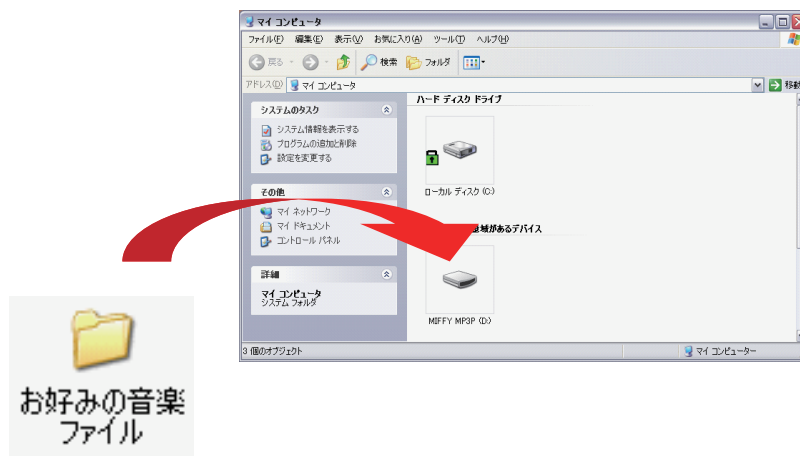 マイ コンピュータ
ファイル(F) 編集(E) 表示(V) お気に入り(A) ツール(T) ヘルプ(H)
戻る 検索 フォルダ
アドレス(D) マイ コンピュータ 移動
システムのタスク
システム情報を表示する
プログラムの追加と削除
設定を変更する
その他
マイ ネットワーク
マイ ドキュメント
コントロール パネル
詳細
マイ コンピュータ
システム フォルダ
ハード ディスク ドライブ
ローカル ディスク (C:)
域があるデバイス
MIFFY MP3P (D:)
3 個のオブジェクト マイ コンピューター
お好みの音楽
ファイル